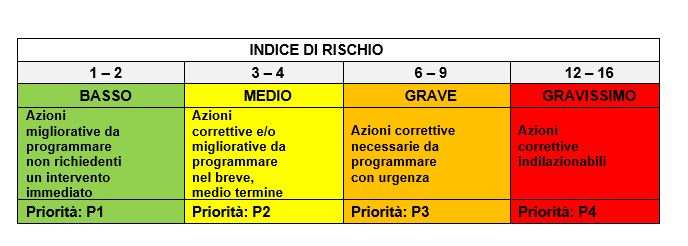 INDICE DI RISCHIO
1 – 2
3 – 4
6 – 9
12 – 16
BASSO
MEDIO
GRAVE
GRAVISSIMO
Azioni
migliorative da
programmare
non richiedenti
un intervento
immediato
Azioni
correttive e/o
migliorative da
programmare
nel breve,
medio termine
Azioni correttive
necessarie da
programmare
con urgenza
Azioni
correttive
indilazionabili
Priorità: P1
Priorità: P2
Priorità: P3
Priorità: P4